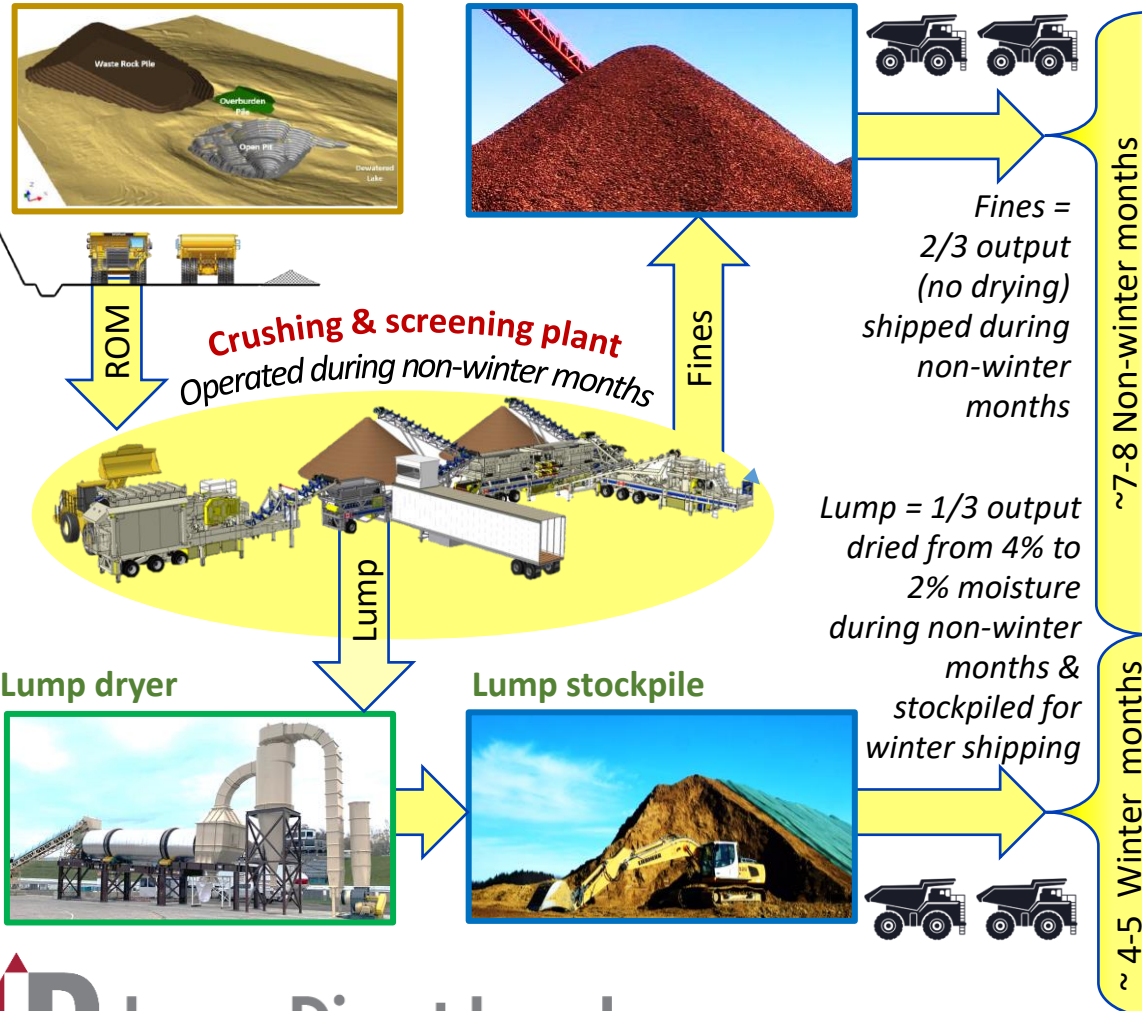 Waste Rock Pile
Overburden
Pile
Open Pit
Dewatered
Lake
ROM
Crushing & screening plant
Operated during non-winter months
Fines
Fines =
2/3 output
(no drying)
shipped during
non-winter
months
~7-8 Non-winter months
Lump
Lump = 1/3 output
dried from 4% to
2% moisture
during non-winter
months &
stockpiled for
winter shipping
~ 4-5 Winter months
Lump dryer
Lump stockpile
LIEBHERR